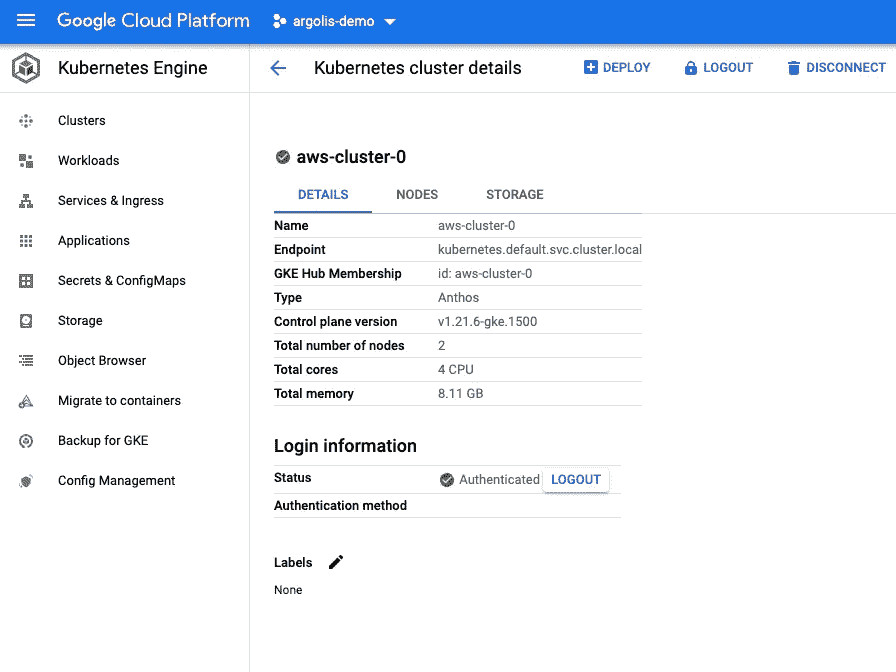 Google Cloud Platform argolis-demo
Kubernetes Engine
Kubernetes cluster details DEPLOY LOGOUT DISCONNECT
Clusters
Workloads
Services & Ingress
Applications
Secrets & ConfigMaps
Storage
Object Browser
Migrate to containers
Backup for GKE
Config Management
aws-cluster-0
DETAILS NODES STORAGE
Name aws-cluster-0
Endpoint kubernetes.default.svc.cluster.local
GKE Hub Membership id: aws-cluster-0
Type Anthos
Control plane version v1.21.6-gke.1500
Total number of nodes 2
Total cores 4 CPU
Total memory 8.11 GB
Login information
Status Authenticated LOGOUT
Authentication method
Labels
None